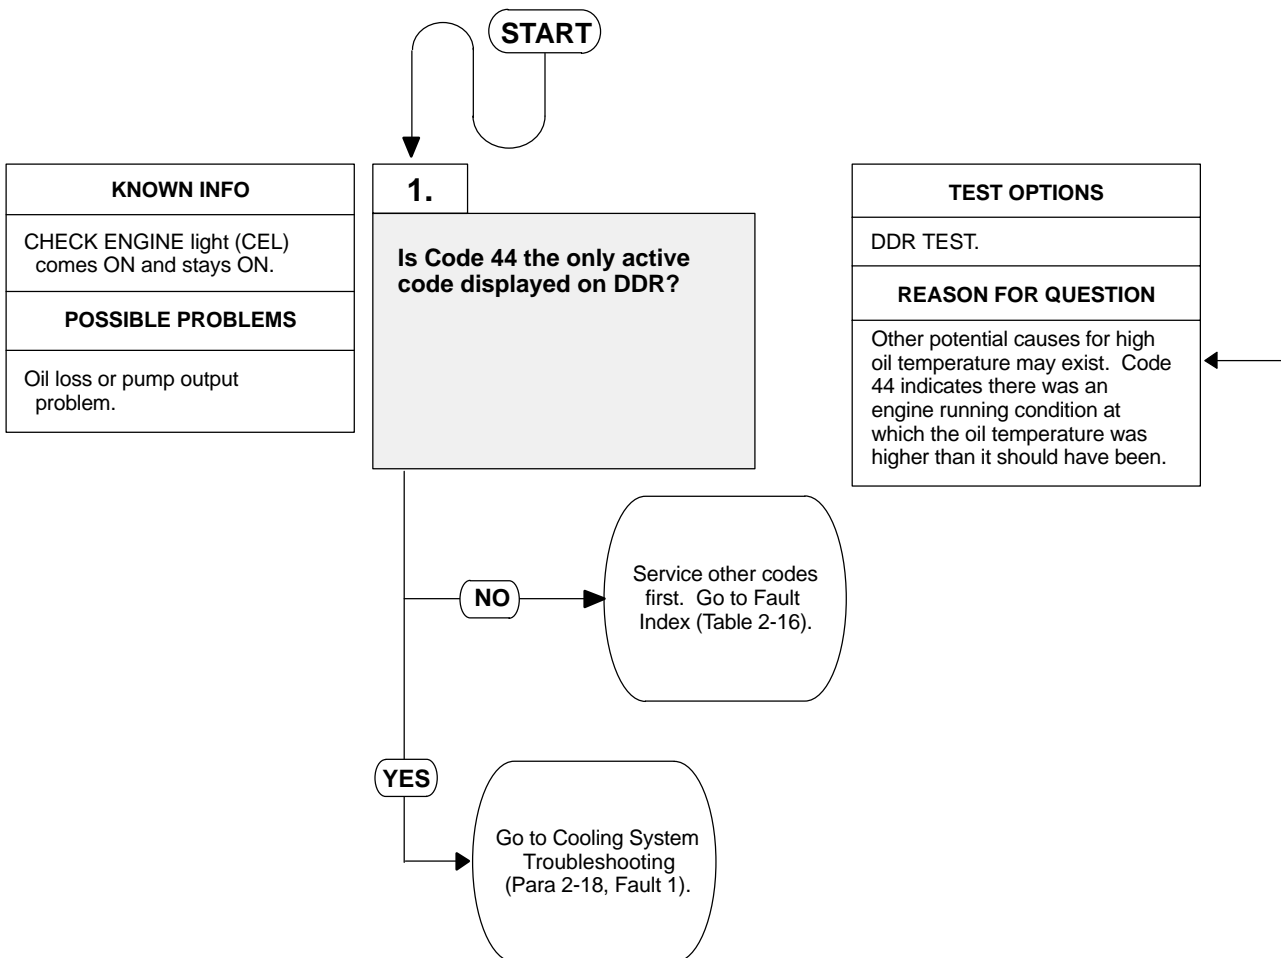 START
KNOWN INFO
CHECK ENGINE light (CEL)
comes ON and stays ON.
POSSIBLE PROBLEMS
Oil loss or pump output
problem.
1.
Is Code 44 the only active
code displayed on DDR?
TEST OPTIONS
DDR TEST.
REASON FOR QUESTION
Other potential causes for high
oil temperature may exist. Code
44 indicates there was an
engine running condition at
which the oil temperature was
higher than it should have been.
NO
Service other codes
first. Go to Fault
Index (Table 2-16).
YES
Go to Cooling System
Troubleshooting
(Para 2-18, Fault 1).